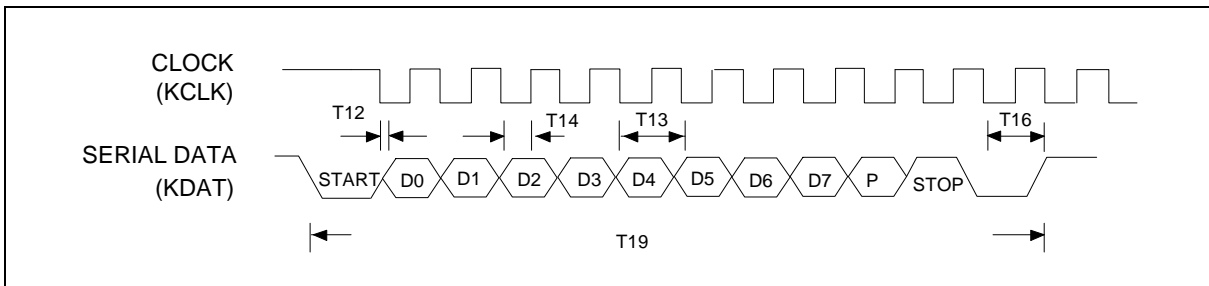 CLOCK
(KCLK)
T12
T14
T13
T16
SERIAL DATA
(KDAT)
START
D0
D1
D2
D3
D4
D5
D6
D7
P
STOP
T19